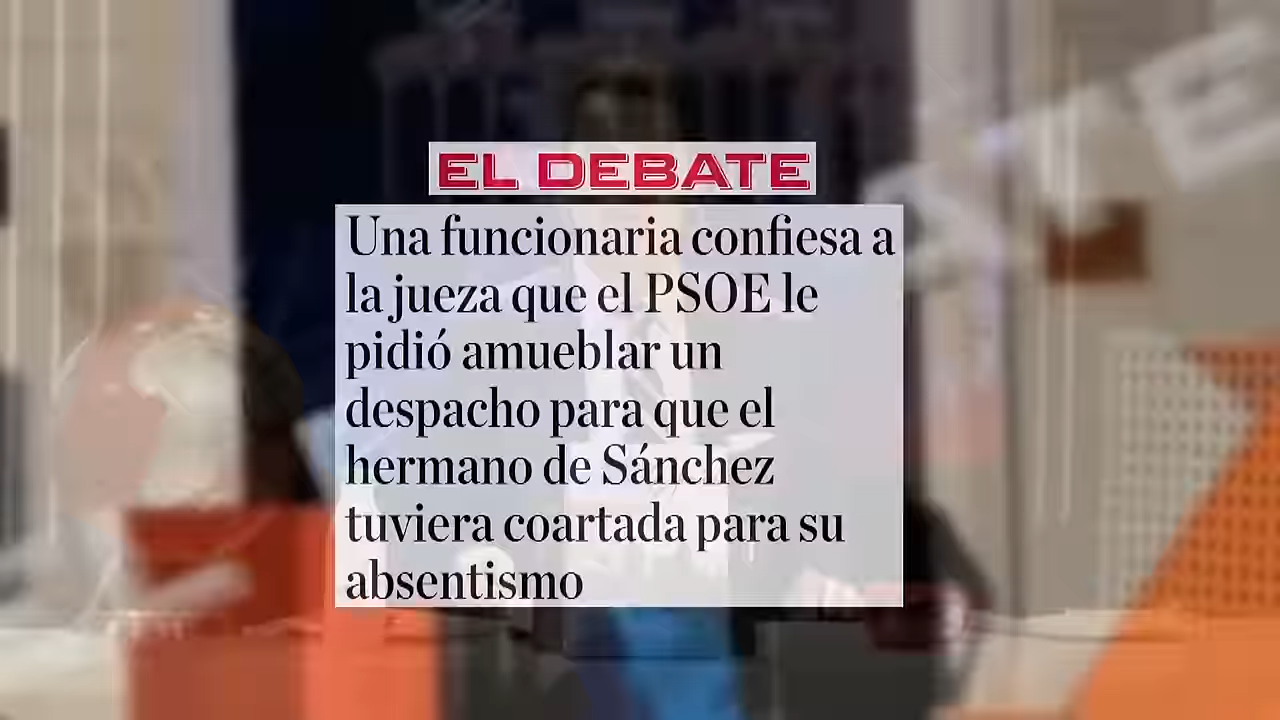 EL DEBATE
Una funcionaria confiesa a
la jueza que el PSOE le
pidió amueblar un
despacho para que el
hermano de Sánchez
tuviera coartada para su
absentismo